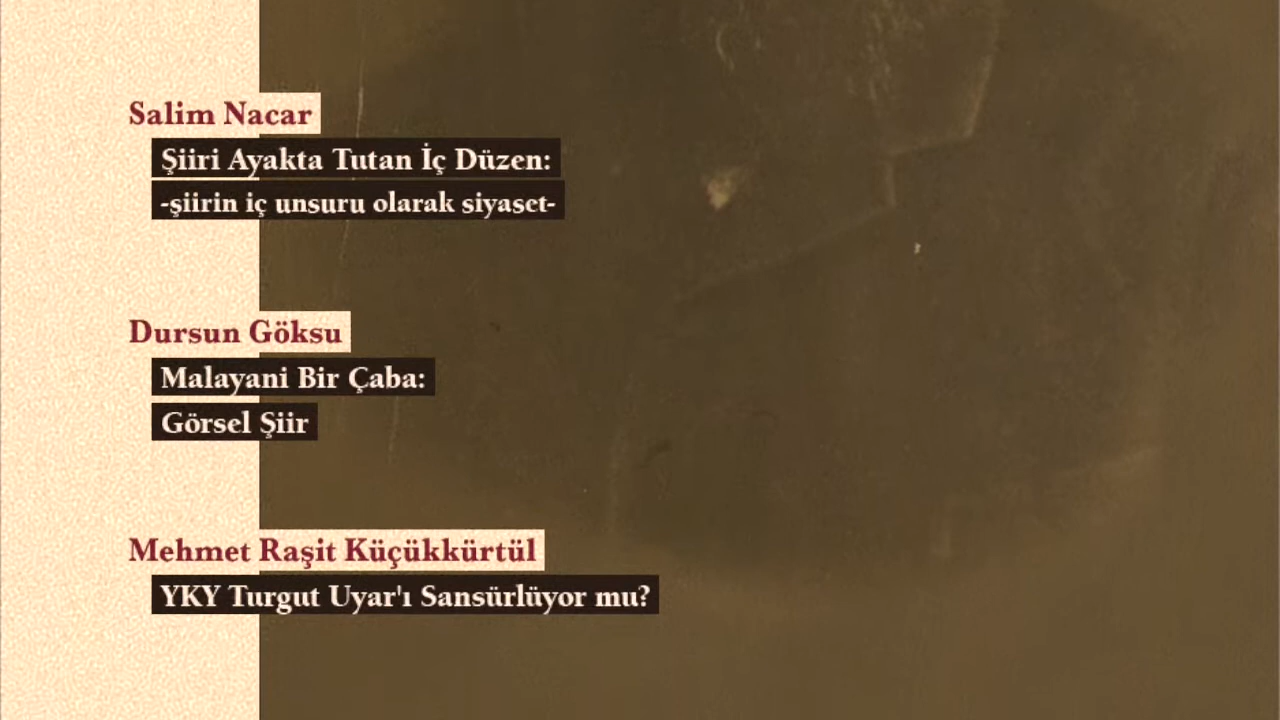 Salim Nacar
Şiiri Ayakta Tutan İç Düzen:
-şiirin iç unsuru olarak siyaset-
Dursun Göksu
Malayani Bir Çaba:
Görsel Şiir
Mehmet Raşit Küçükkürtül
YKY Turgut Uyar'ı Sansürlüyor mu?